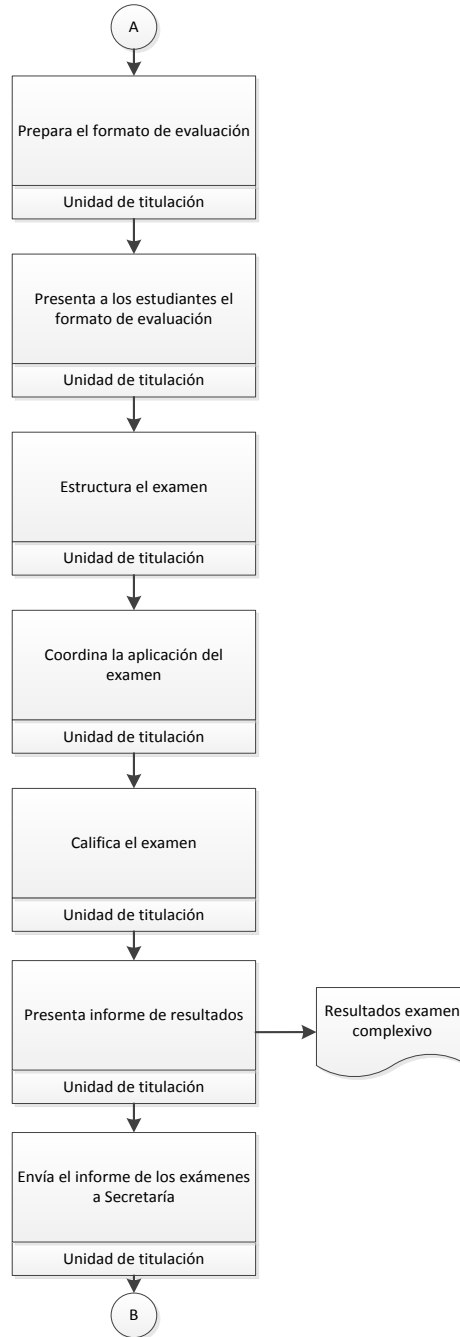 A
Prepara el formato de evaluación
Unidad de titulación
Presenta a los estudiantes el
formato de evaluación
Unidad de titulación
Estructura el examen
Unidad de titulación
Coordina la aplicación del
examen
Unidad de titulación
Califica el examen
Unidad de titulación
Presenta informe de resultados
Unidad de titulación
Resultados examen
complexivo
Envía el informe de los exámenes
a Secretaría
Unidad de titulación
B